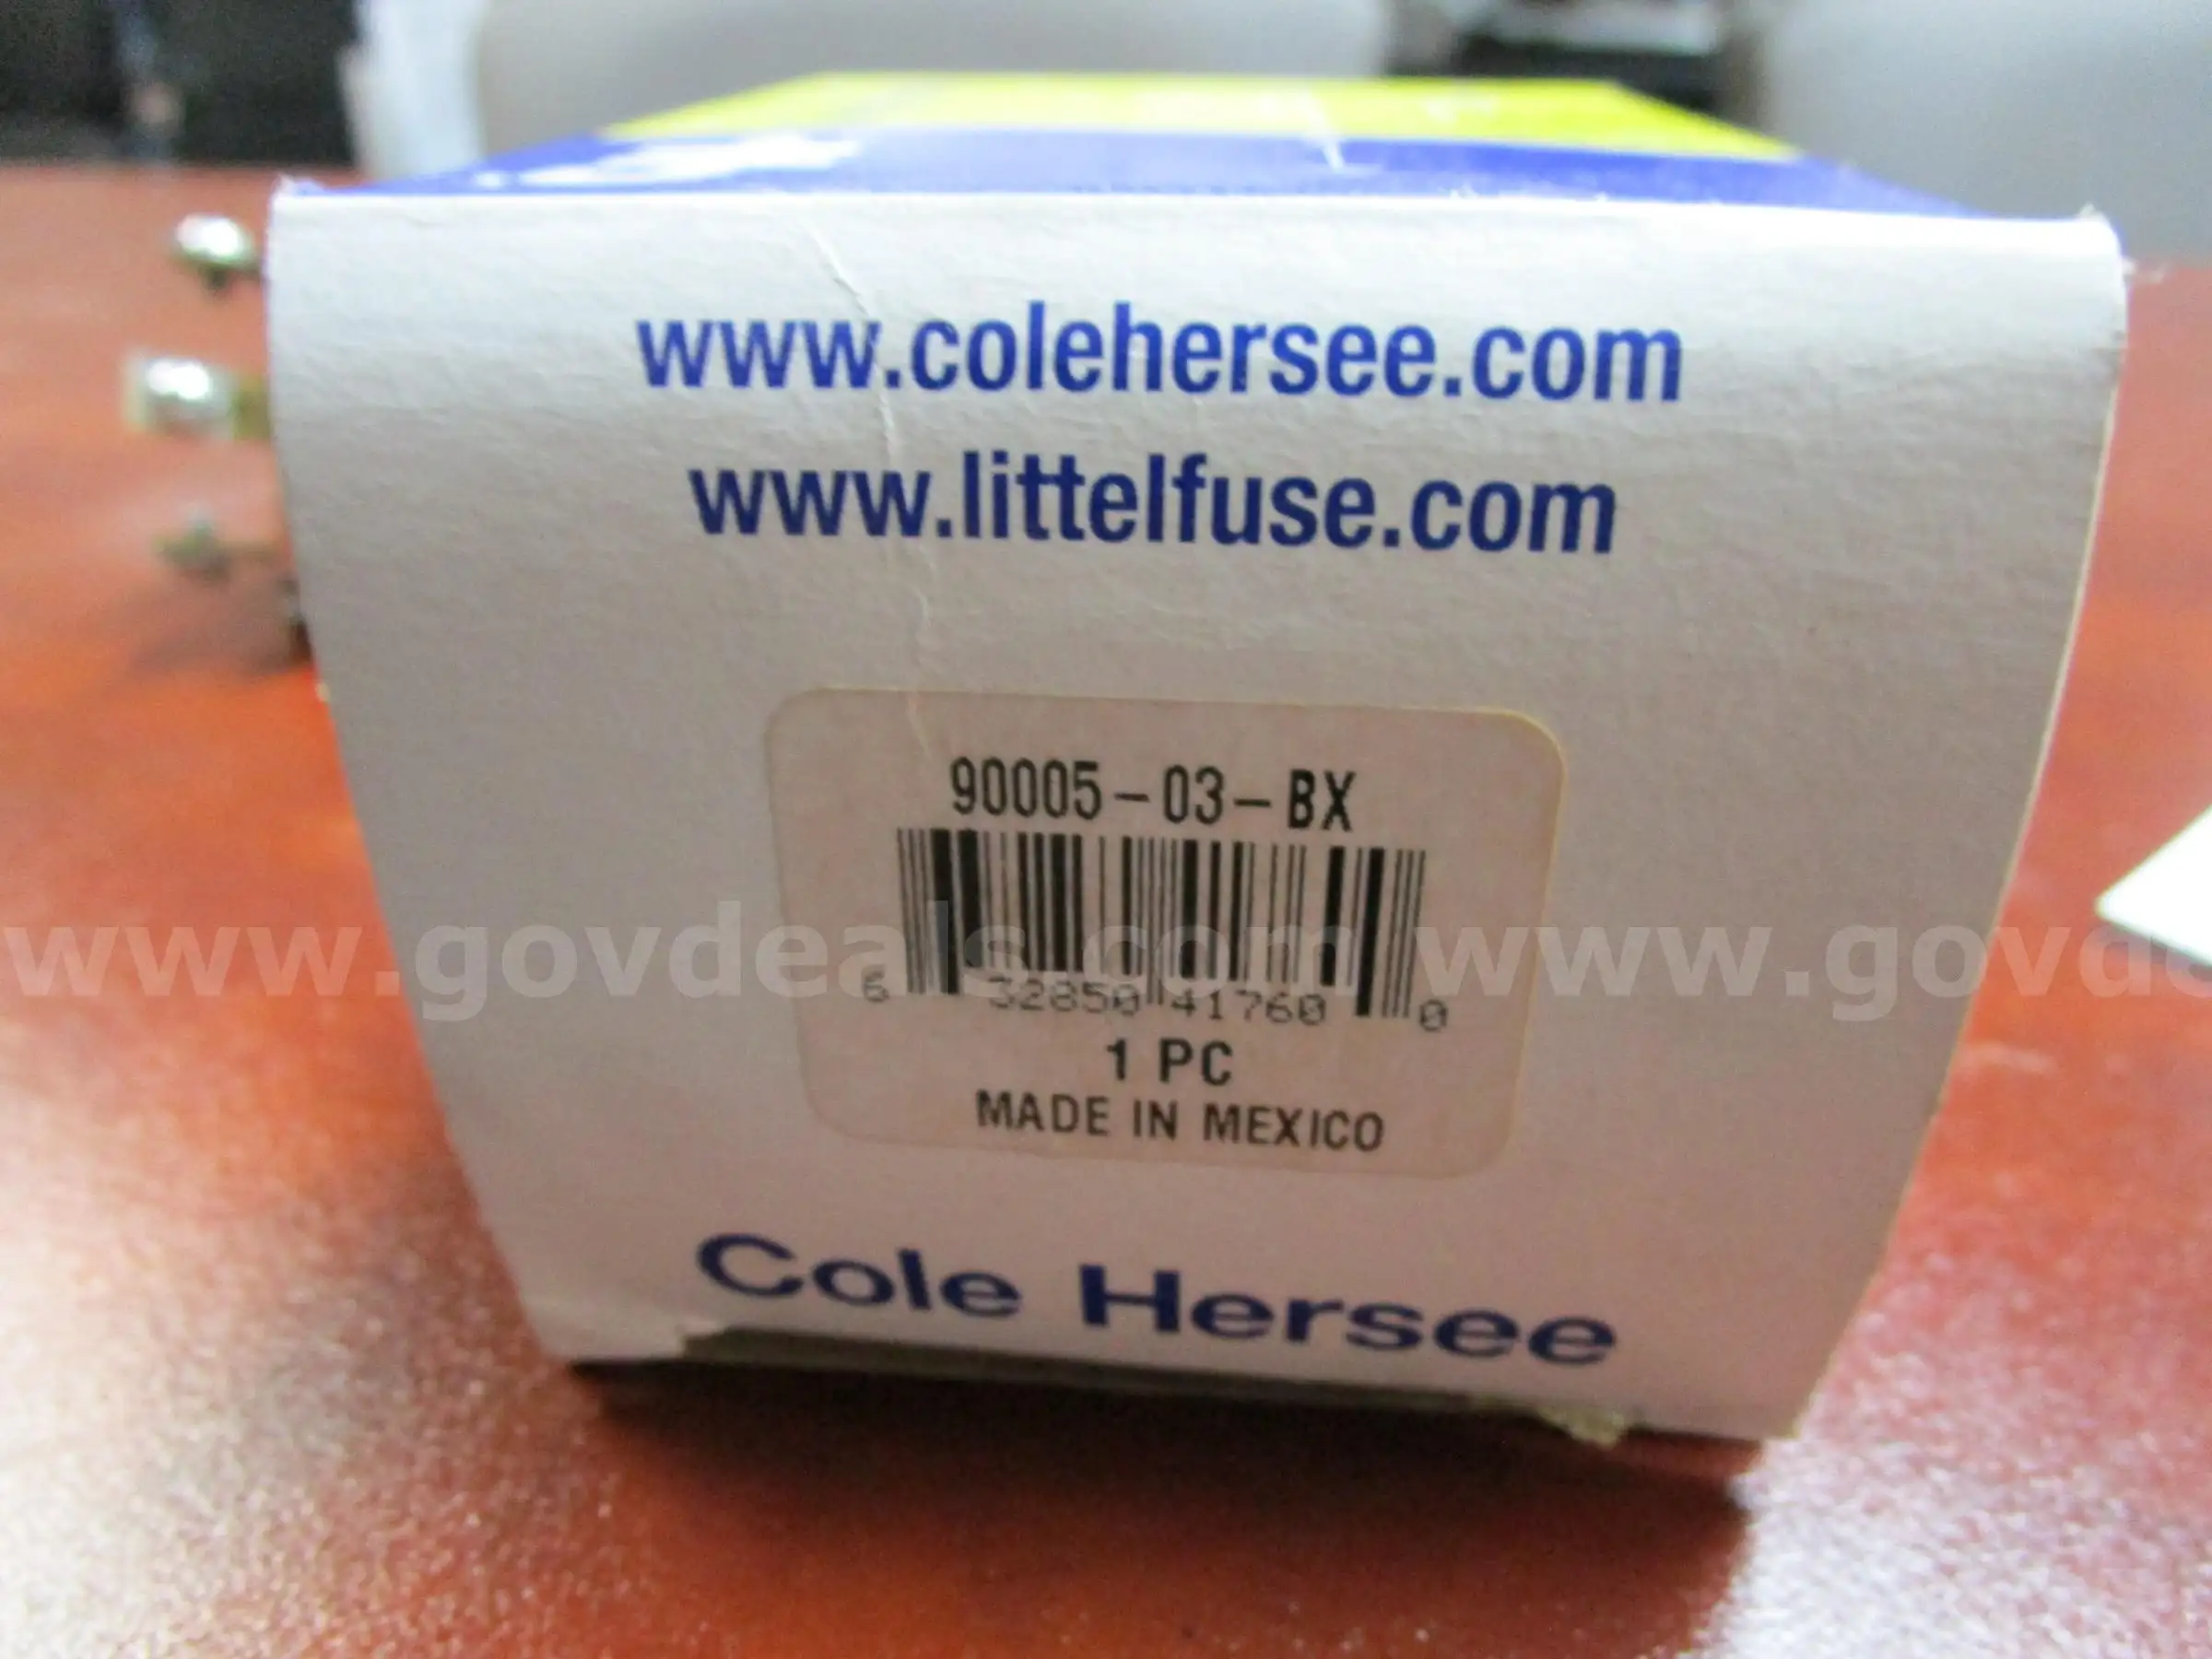 www.colehersee.com
www.littelfuse.com
90005-03-BX
6 32850 41760 0
1 PC
MADE IN MEXICO
Cole Hersee
www.govdeals.com www.govde